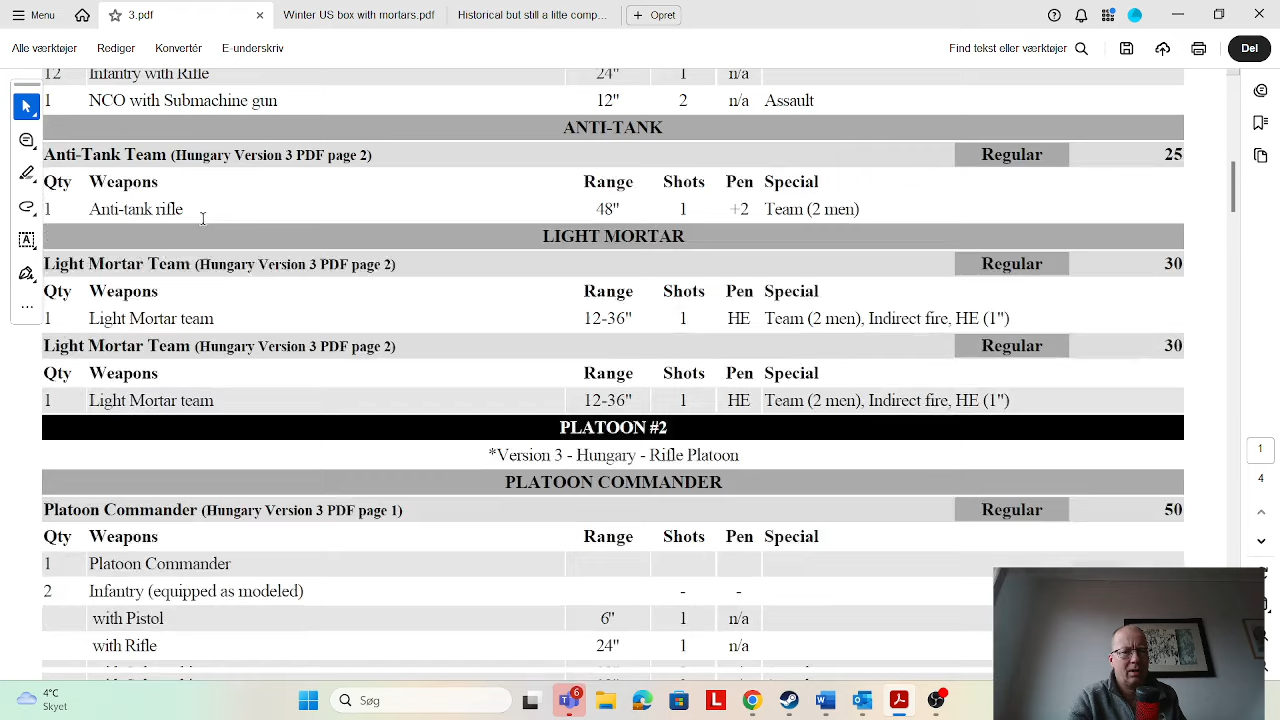 Menu 3.pdf Winter US box with mortars.pdf Historical but still a litte comp... Opret
Alle værktøjer Rediger Konvertér E-underskriv Find tekst eller værktøjer Del
12 Infantry with Rifle 24" 1 n/a
1 NCO with Submachine gun 12" 2 n/a Assault
ANTI-TANK
Anti-Tank Team (Hungary Version 3 PDF page 2) Regular 25
Qty Weapons Range Shots Pen Special
1 Anti-tank rifle 48" 1 +2 Team (2 men)
LIGHT MORTAR
Light Mortar Team (Hungary Version 3 PDF page 2) Regular 30
Qty Weapons Range Shots Pen Special
1 Light Mortar team 12-36" 1 HE Team (2 men), Indirect fire, HE (1")
Light Mortar Team (Hungary Version 3 PDF page 2) Regular 30
Qty Weapons Range Shots Pen Special
1 Light Mortar team 12-36" 1 HE Team (2 men), Indirect fire, HE (1")
PLATOON #2
*Version 3 - Hungary - Rifle Platoon
PLATOON COMMANDER
Platoon Commander (Hungary Version 3 PDF page 1) Regular 50
Qty Weapons Range Shots Pen Special
1 Platoon Commander
2 Infantry (equipped as modeled) - -
with Pistol 6" 1 n/a
with Rifle 24" 1 n/a
1
4
4°C
Skyet
Søg
6